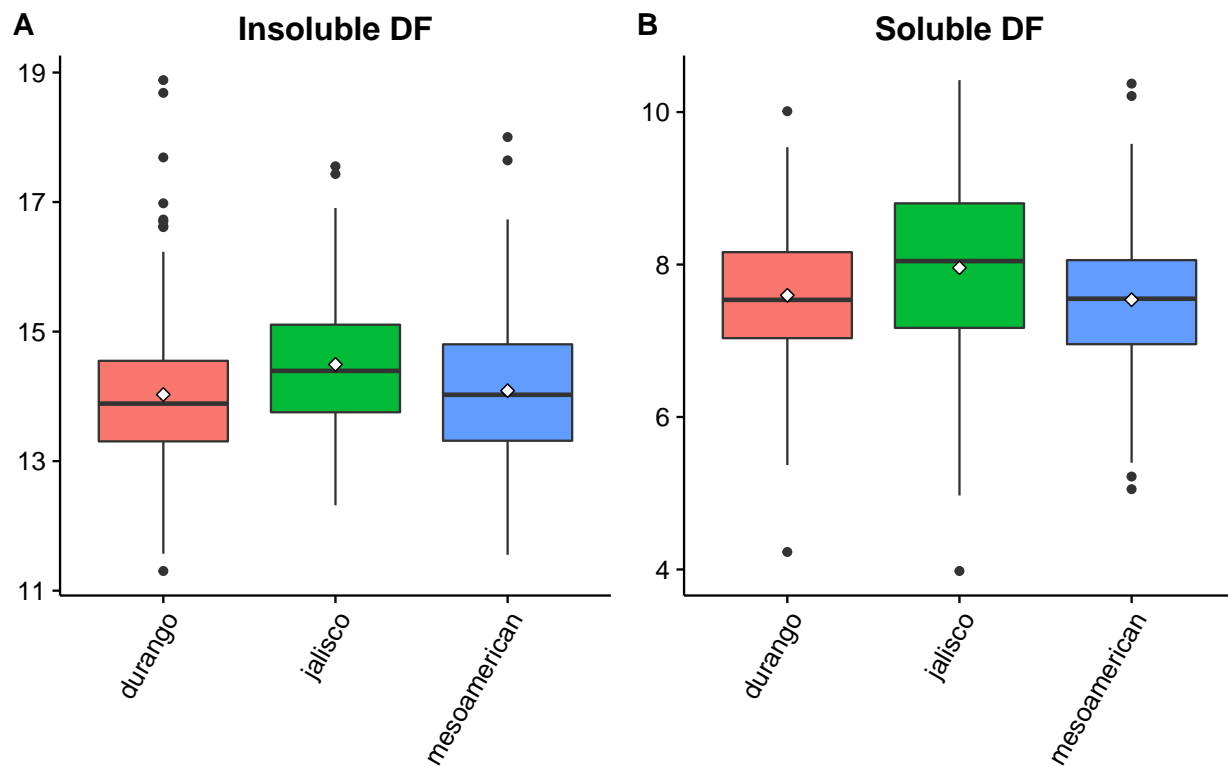 A
Insoluble DF
19
17
15
13
11
durango
jalisco
mesoamerican
B
Soluble DF
10
8
6
4
durango
jalisco
mesoamerican